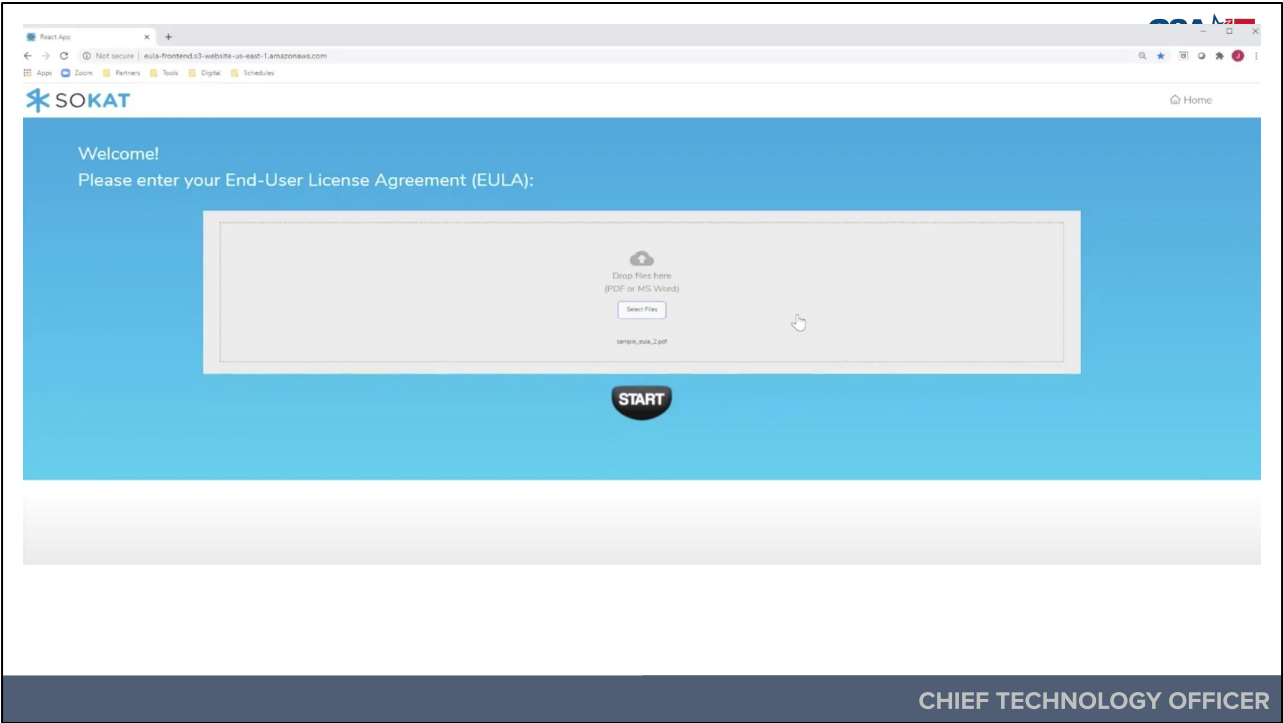 React App
Not secure | eula-frontend.s3-website-us-east-1.amazonaws.com
Apps Zoom Partners Tools Digital Schedules
SOKAT
Home
Welcome!
Please enter your End-User License Agreement (EULA):
Drop files here
(PDF or MS Word)
Select Files
sample_eula_2.pdf
START
CHIEF TECHNOLOGY OFFICER